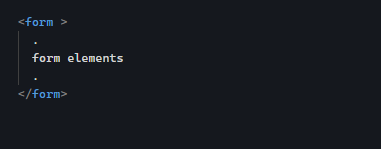 <form >
.
form elements
.
</form>